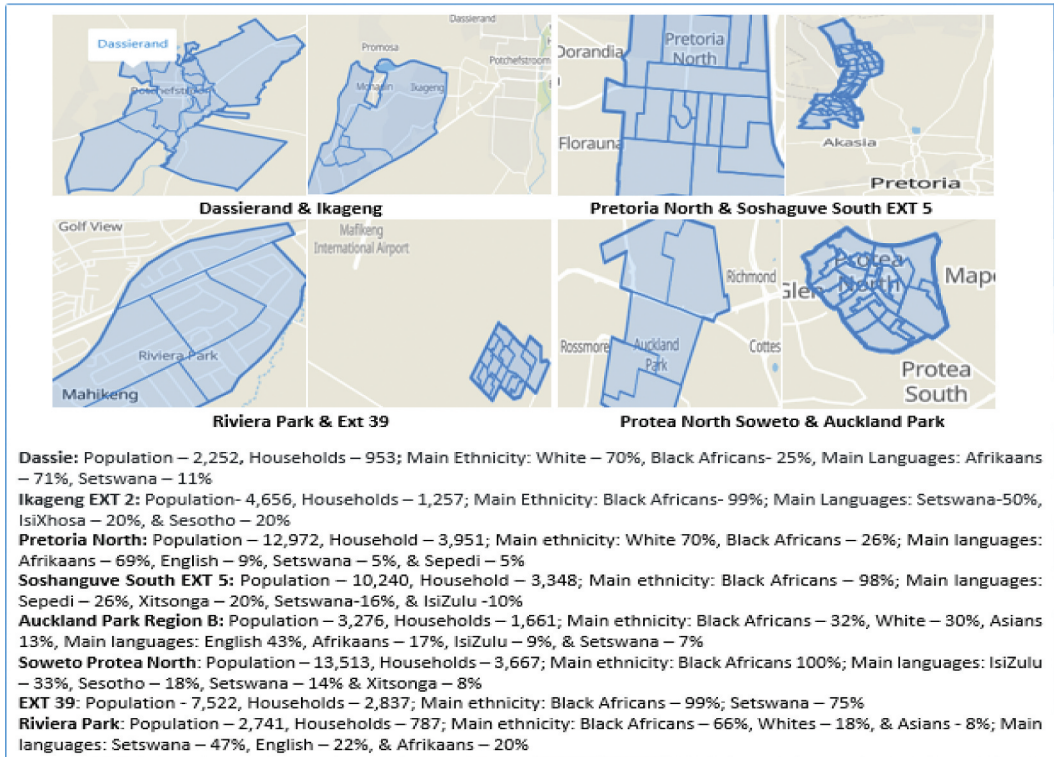 Dassierand
Dassierand
Potchefstroom
Promosa
Mohadin
Ikageng
Potchefstroom
Dorandia
Pretoria
North
Florauna
Akasia
Pretoria
Dassierand & Ikageng
Pretoria North & Soshaguve South EXT 5
Golf View
Riviera Park
Mahikeng
Mafikeng
International Airport
Richmond
Rossmore
Auckland
Park
Cottes
Protea
North
Glen
Mape
Protea
South
Riviera Park & Ext 39
Protea North Soweto & Auckland Park
Dassie: Population – 2,252, Households – 953; Main Ethnicity: White – 70%, Black Africans- 25%, Main Languages: Afrikaans
– 71%, Setswana – 11%
Ikageng EXT 2: Population- 4,656, Households – 1,257; Main Ethnicity: Black Africans- 99%; Main Languages: Setswana-50%,
IsiXhosa – 20%, & Sesotho – 20%
Pretoria North: Population – 12,972, Household – 3,951; Main ethnicity: White 70%, Black Africans – 26%; Main languages:
Afrikaans – 69%, English – 9%, Setswana – 5%, & Sepedi – 5%
Soshanguve South EXT 5: Population – 10,240, Household – 3,348; Main ethnicity: Black Africans – 98%; Main languages:
Sepedi – 26%, Xitsonga – 20%, Setswana-16%, & IsiZulu -10%
Auckland Park Region B: Population – 3,276, Households – 1,661; Main ethnicity: Black Africans – 32%, White – 30%, Asians
13%, Main languages: English 43%, Afrikaans – 17%, IsiZulu – 9%, & Setswana – 7%
Soweto Protea North: Population – 13,513, Households – 3,667; Main ethnicity: Black Africans 100%; Main languages: IsiZulu
– 33%, Sesotho – 18%, Setswana – 14% & Xitsonga – 8%
EXT 39: Population - 7,522, Households – 2,837; Main ethnicity: Black Africans – 99%; Setswana – 75%
Riviera Park: Population – 2,741, Households – 787; Main ethnicity: Black Africans – 66%, Whites – 18%, & Asians - 8%; Main
languages: Setswana – 47%, English – 22%, & Afrikaans – 20%